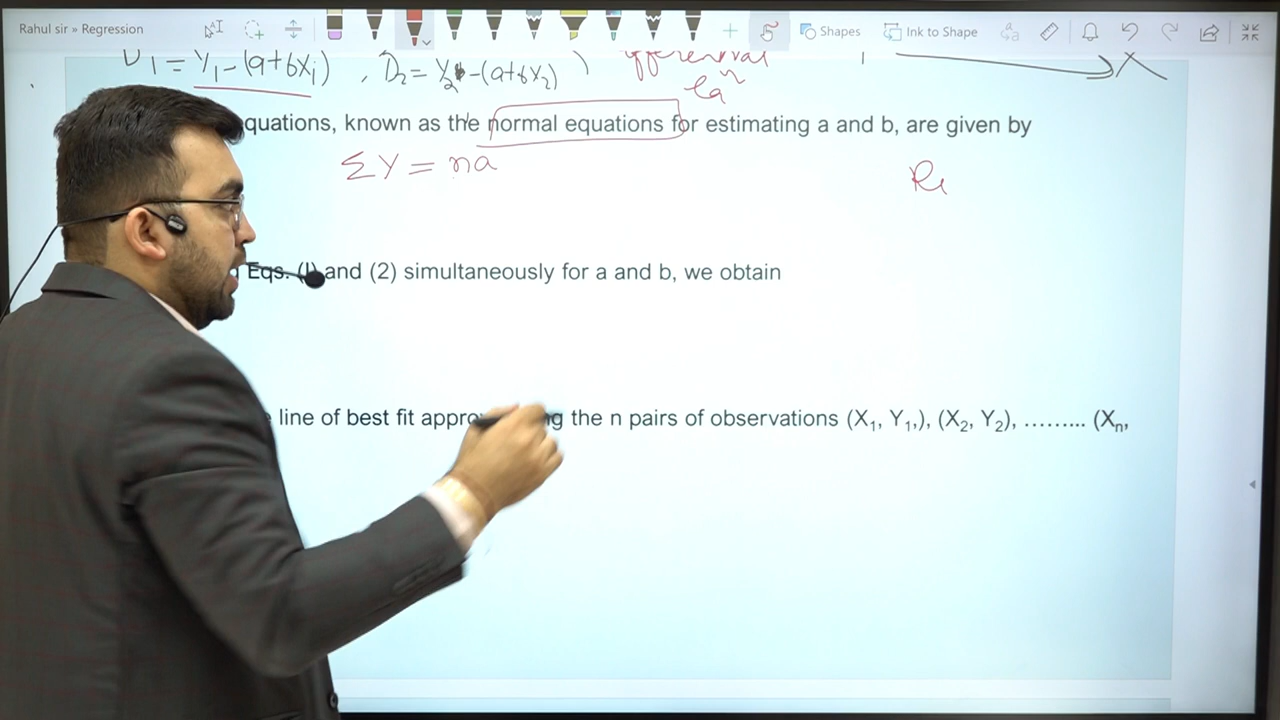 Rahul sir » Regression
Shapes
Ink to Shape
D1 = Y1-(a+bX1) , D2 = Y2-(a+bX2)
X
equations, known as the normal equations for estimating a and b, are given by
ΣY = na
Eqs. (1) and (2) simultaneously for a and b, we obtain
line of best fit the n pairs of observations (X1, Y1,), (X2, Y2), ……... (Xn,